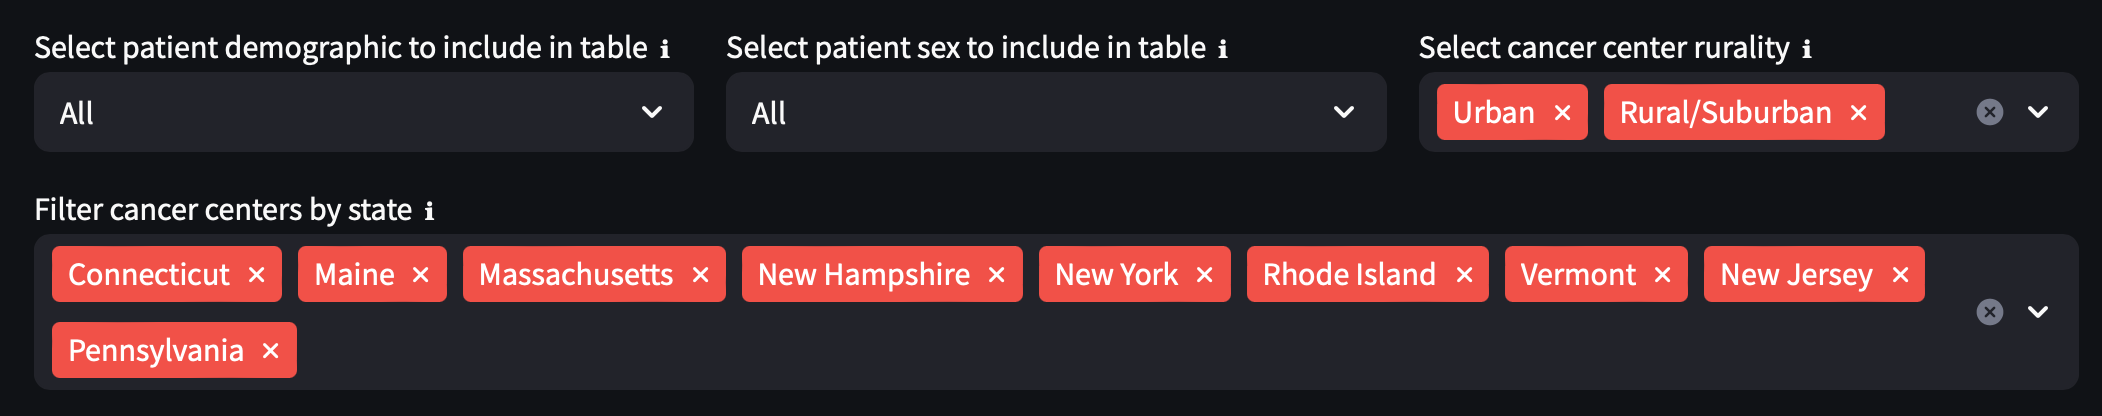 Select patient demographic to include in table ℹ
All
Select patient sex to include in table ℹ
All
Select cancer center rurality ℹ
Urban × Rural/Suburban ×
Filter cancer centers by state ℹ
Connecticut × Maine × Massachusetts × New Hampshire × New York × Rhode Island × Vermont × New Jersey ×
Pennsylvania ×